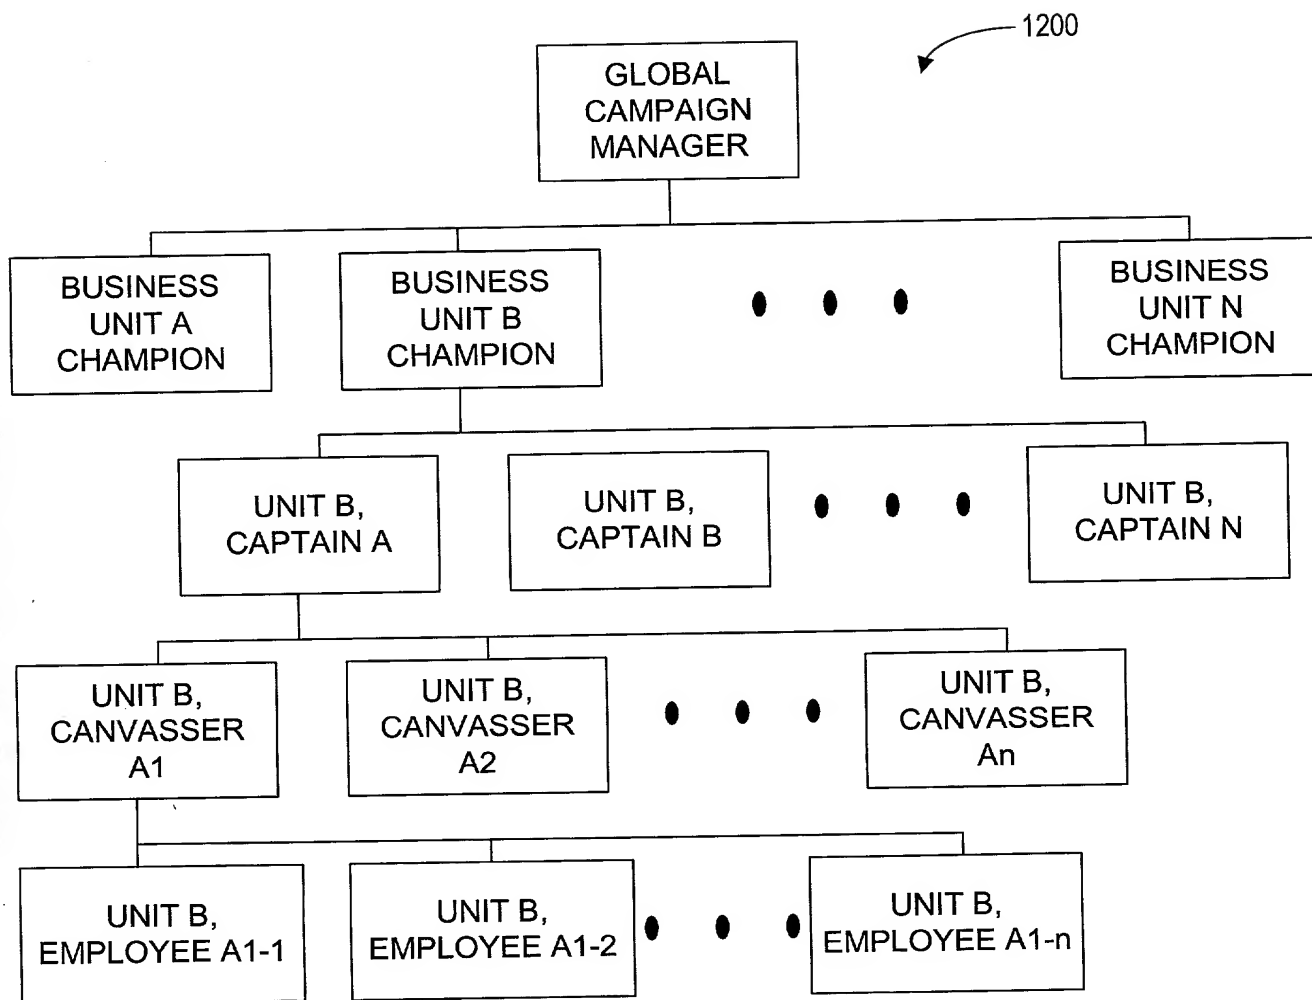 1200
GLOBAL
CAMPAIGN
MANAGER
BUSINESS
UNIT A
CHAMPION
BUSINESS
UNIT B
CHAMPION
BUSINESS
UNIT N
CHAMPION
UNIT B,
CAPTAIN A
UNIT B,
CAPTAIN B
UNIT B,
CAPTAIN N
UNIT B,
CANVASSER
A1
UNIT B,
CANVASSER
A2
UNIT B,
CANVASSER
An
UNIT B,
EMPLOYEE A1-1
UNIT B,
EMPLOYEE A1-2
UNIT B,
EMPLOYEE A1-n